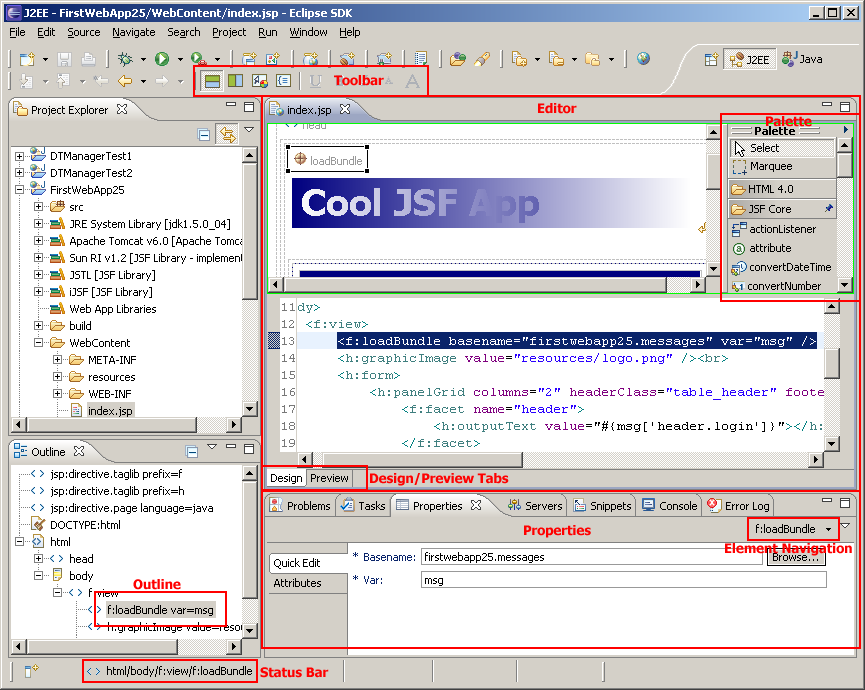 J2EE - FirstWebApp25/WebContent/index.jsp - Eclipse SDK
File Edit Source Navigate Search Project Run Window Help
J2EE Java
Toolbar
Project Explorer
DTManagerTest1
DTManagerTest2
FirstWebApp25
src
JRE System Library [jdk1.5.0_04]
Apache Tomcat v6.0 [Apache Tomca
Sun RI v1.2 [JSF Library - implement
JSTL [JSF Library]
iJSF [JSF Library]
Web App Libraries
build
WebContent
META-INF
resources
WEB-INF
index.jsp
Editor
index.jsp
head
loadBundle
Cool JSF App
Palette
Palette
Select
Marquee
HTML 4.0
JSF Core
actionListener
attribute
convertDateTime
convertNumber
11 dy>
12 <f:view>
13 <f:loadBundle basename="firstwebapp25.messages" var="msg" />
14 <h:graphicImage value="resources/logo.png" /><br>
15 <h:form>
16 <h:panelGrid columns="2" headerClass="table_header" foote
17 <f:facet name="header">
18 <h:outputText value="#{msg['header.login']}"></h:
19 </f:facet>
Design Preview
Design/Preview Tabs
Outline
jsp:directive.taglib prefix=f
jsp:directive.taglib prefix=h
jsp:directive.page language=java
DOCTYPE:html
html
head
body
Outline
f:view
f:loadBundle var=msg
h:graphicImage value=resou
Problems Tasks Properties Servers Snippets Console Error Log
Properties
f:loadBundle
Element Navigation
Quick Edit
Attributes
* Basename: firstwebapp25.messages Browse...
* Var: msg
html/body/f:view/f:loadBundle
Status Bar